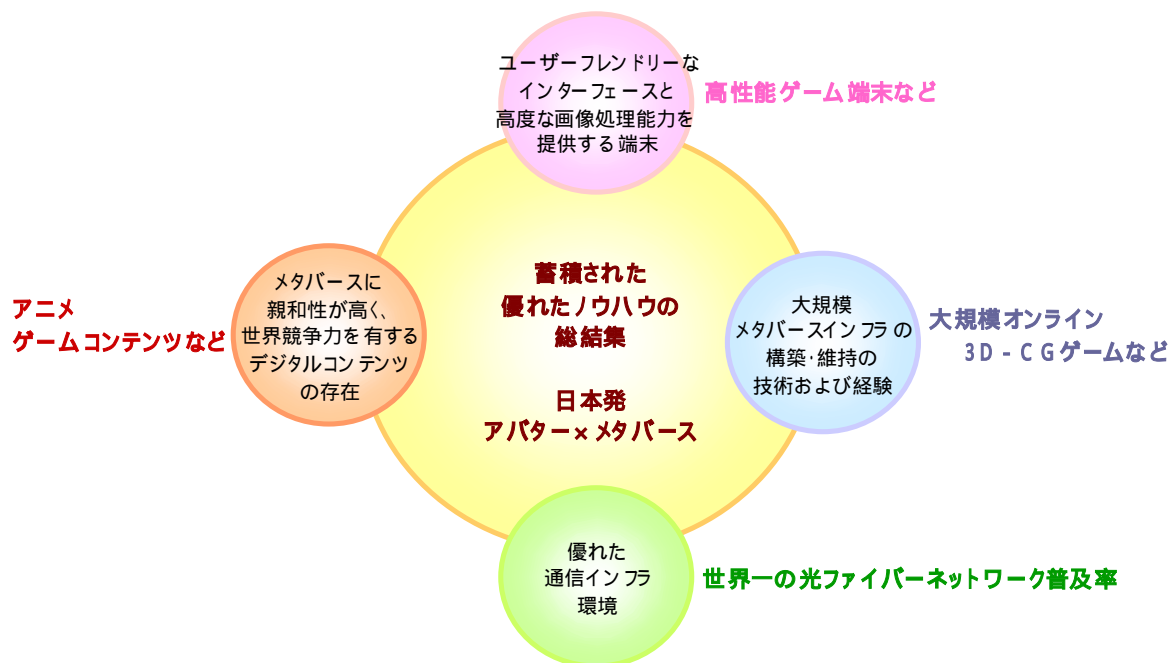 ユーザーフレンドリーな
インターフェースと
高度な画像処理能力を
提供する端末
高性能ゲーム端末など
メタバースに
親和性が高く、
世界競争力を有する
デジタルコンテンツ
の存在
アニメ
ゲームコンテンツなど
蓄積された
優れたノウハウの
総結集
日本発
アバター×メタバース
大規模
メタバースインフラの
構築・維持の
技術および経験
大規模オンライン
3D-CGゲームなど
優れた
通信インフラ
環境
世界一の光ファイバーネットワーク普及率